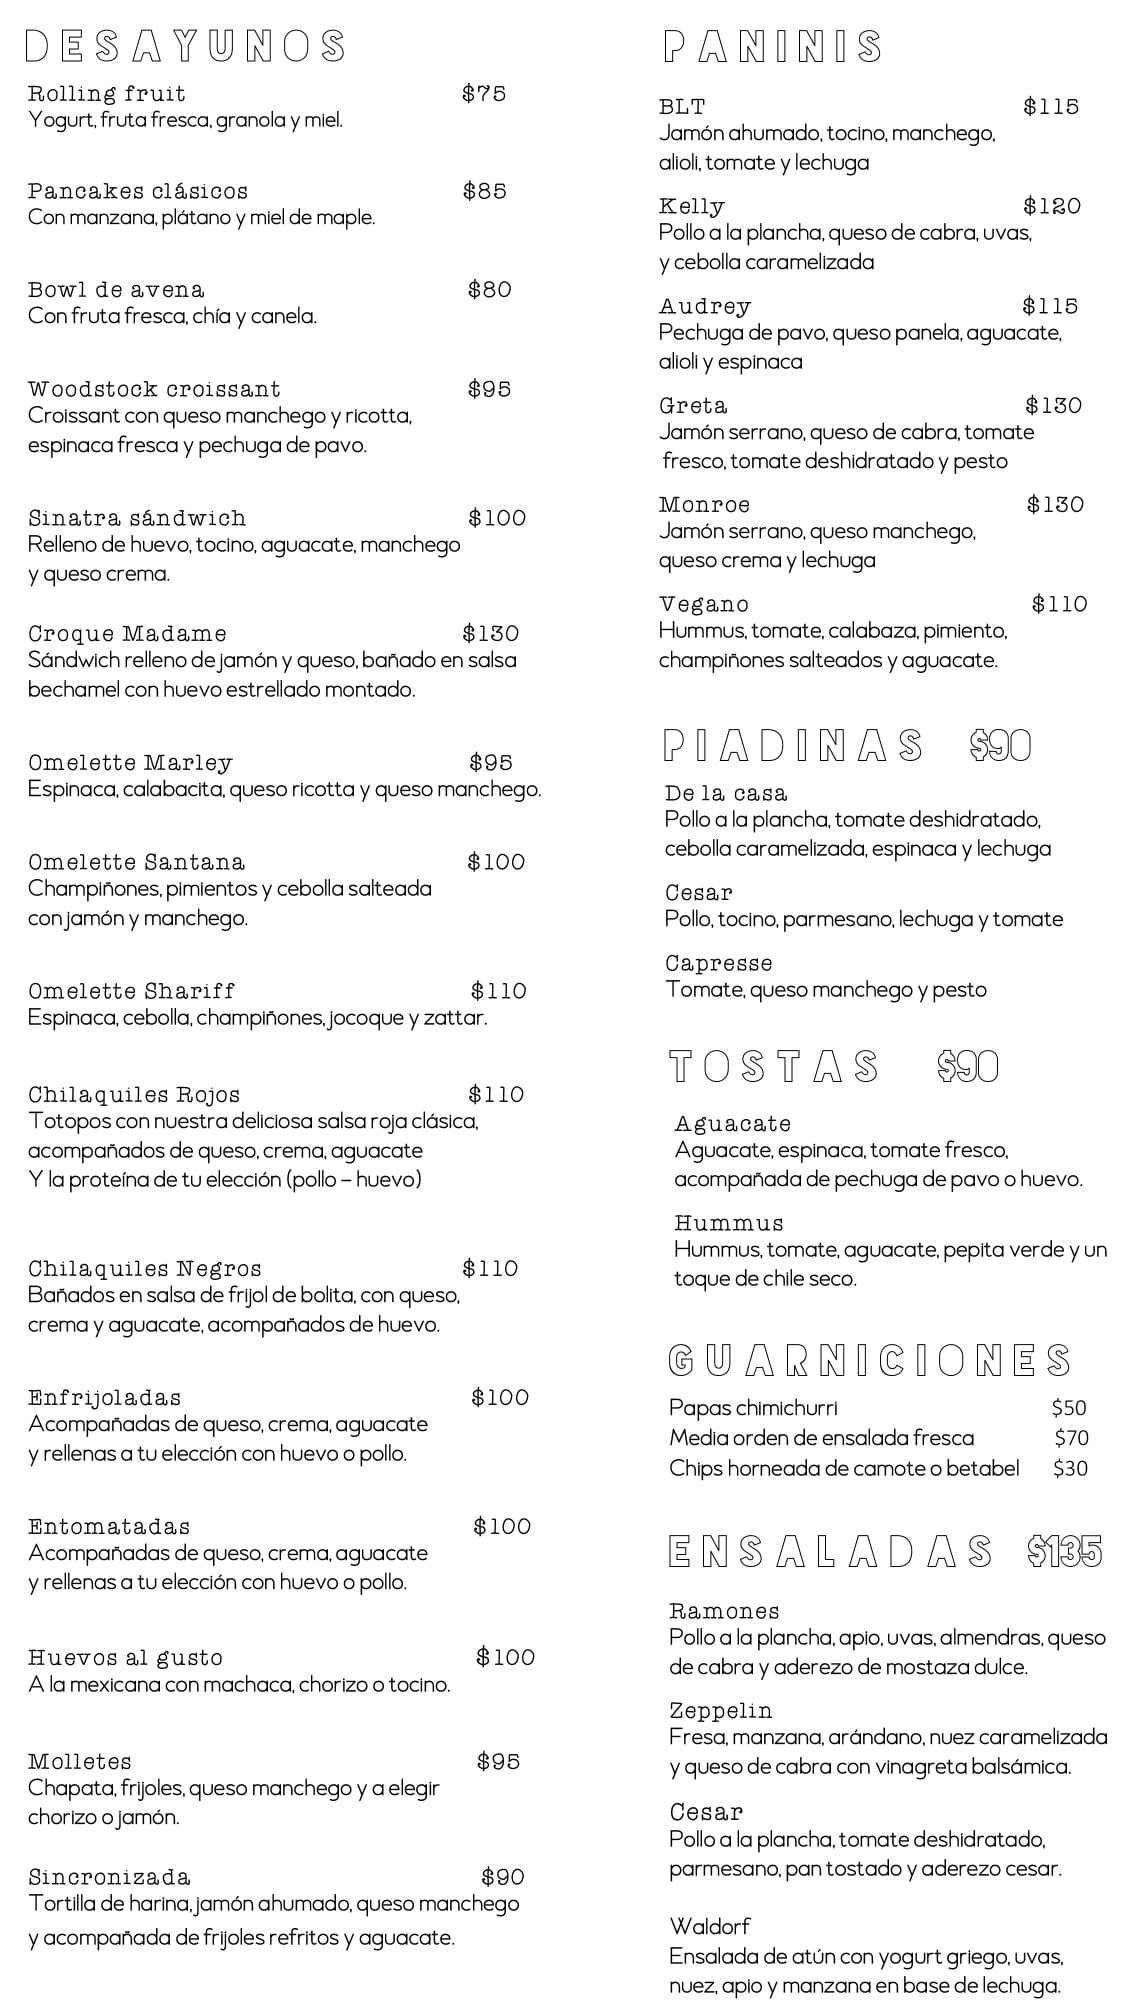 DESAYUNOS
Rolling fruit $75
Yogurt, fruta fresca, granola y miel.
Pancakes clásicos $85
Con manzana, plátano y miel de maple.
Bowl de avena $80
Con fruta fresca, chía y canela.
Woodstock croissant $95
Croissant con queso manchego y ricotta,
espinaca fresca y pechuga de pavo.
Sinatra sándwich $100
Relleno de huevo, tocino, aguacate, manchego
y queso crema.
Croque Madame $130
Sándwich relleno de jamón y queso, bañado en salsa
bechamel con huevo estrellado montado.
Omelette Marley $95
Espinaca, calabacita, queso ricotta y queso manchego.
Omelette Santana $100
Champiñones, pimientos y cebolla salteada
con jamón y manchego.
Omelette Shariff $110
Espinaca, cebolla, champiñones, jocoque y zattar.
Chilaquiles Rojos $110
Totopos con nuestra deliciosa salsa roja clásica,
acompañados de queso, crema, aguacate
Y la proteína de tu elección (pollo – huevo)
Chilaquiles Negros $110
Bañados en salsa de frijol de bolita, con queso,
crema y aguacate, acompañados de huevo.
Enfrijoladas $100
Acompañadas de queso, crema, aguacate
y rellenas a tu elección con huevo o pollo.
Entomatadas $100
Acompañadas de queso, crema, aguacate
y rellenas a tu elección con huevo o pollo.
Huevos al gusto $100
A la mexicana con machaca, chorizo o tocino.
Molletes $95
Chapata, frijoles, queso manchego y a elegir
chorizo o jamón.
Sincronizada $90
Tortilla de harina, jamón ahumado, queso manchego
y acompañada de frijoles refritos y aguacate.
PANINIS
BLT $115
Jamón ahumado, tocino, manchego,
alioli, tomate y lechuga
Kelly $120
Pollo a la plancha, queso de cabra, uvas,
y cebolla caramelizada
Audrey $115
Pechuga de pavo, queso panela, aguacate,
alioli y espinaca
Greta $130
Jamón serrano, queso de cabra, tomate
fresco, tomate deshidratado y pesto
Monroe $130
Jamón serrano, queso manchego,
queso crema y lechuga
Vegano $110
Hummus, tomate, calabaza, pimiento,
champiñones salteados y aguacate.
PIADINAS $90
De la casa
Pollo a la plancha, tomate deshidratado,
cebolla caramelizada, espinaca y lechuga
Cesar
Pollo, tocino, parmesano, lechuga y tomate
Capresse
Tomate, queso manchego y pesto
TOSTAS $90
Aguacate
Aguacate, espinaca, tomate fresco,
acompañada de pechuga de pavo o huevo.
Hummus
Hummus, tomate, aguacate, pepita verde y un
toque de chile seco.
GUARNICIONES
Papas chimichurri $50
Media orden de ensalada fresca $70
Chips horneada de camote o betabel $30
ENSALADAS $135
Ramones
Pollo a la plancha, apio, uvas, almendras, queso
de cabra y aderezo de mostaza dulce.
Zeppelin
Fresa, manzana, arándano, nuez caramelizada
y queso de cabra con vinagreta balsámica.
Cesar
Pollo a la plancha, tomate deshidratado,
parmesano, pan tostado y aderezo cesar.
Waldorf
Ensalada de atún con yogurt griego, uvas,
nuez, apio y manzana en base de lechuga.